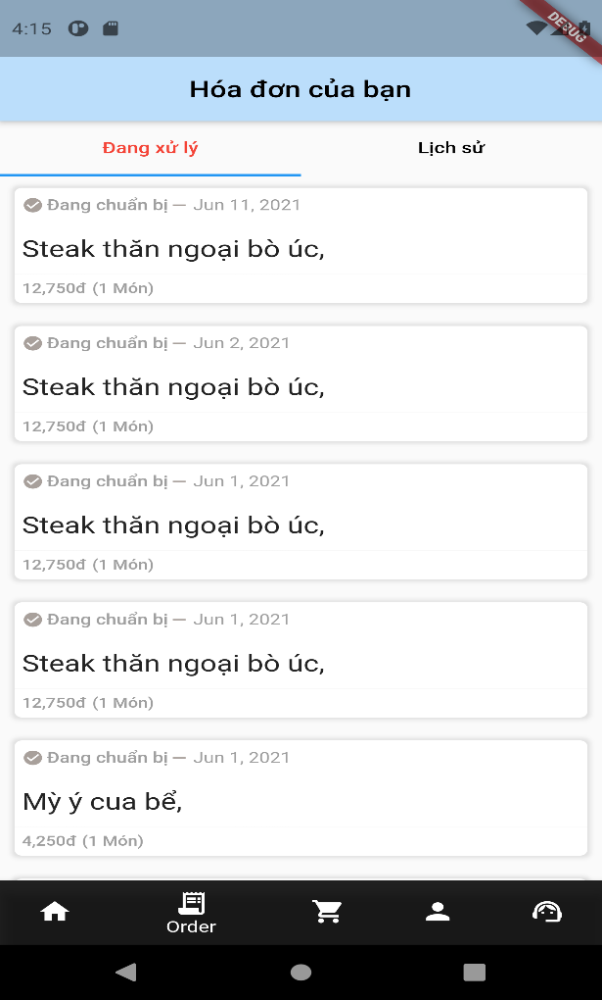 4:15
DEBUG
Hóa đơn của bạn
Đang xử lý
Lịch sử
Đang chuẩn bị — Jun 11, 2021
Steak thăn ngoại bò úc,
12,750đ (1 Món)
Đang chuẩn bị — Jun 2, 2021
Steak thăn ngoại bò úc,
12,750đ (1 Món)
Đang chuẩn bị — Jun 1, 2021
Steak thăn ngoại bò úc,
12,750đ (1 Món)
Đang chuẩn bị — Jun 1, 2021
Steak thăn ngoại bò úc,
12,750đ (1 Món)
Đang chuẩn bị — Jun 1, 2021
Mỳ ý cua bể,
4,250đ (1 Món)
Order